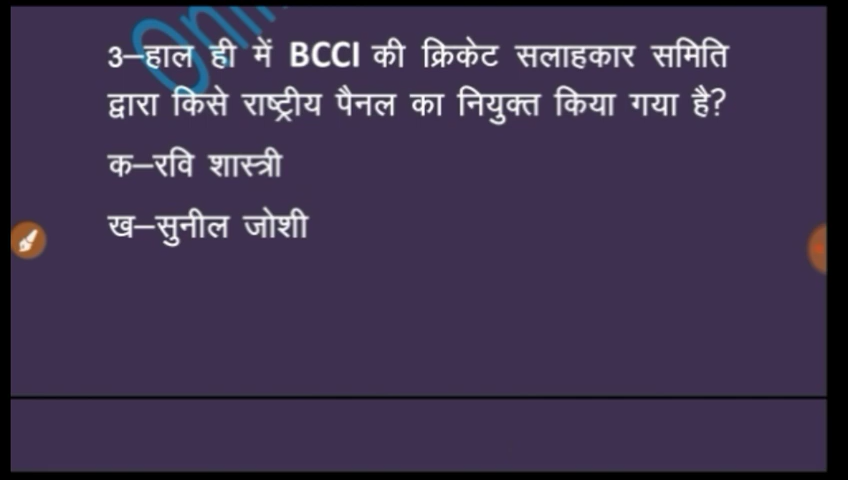 3–हाल ही में BCCI की क्रिकेट सलाहकार समिति
द्वारा किसे राष्ट्रीय पैनल का नियुक्त किया गया है?
क–रवि शास्त्री
ख–सुनील जोशी